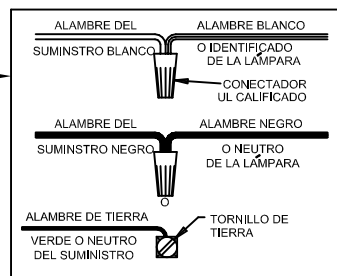 ALAMBRE DEL ALAMBRE BLANCO
SUMINSTRO BLANCO O IDENTIFICADO
DE LA LÁMPARA
CONECTADOR
UL CALIFICADO
ALAMBRE DEL ALAMBRE NEGRO
SUMINSTRO NEGRO O NEUTRO
DE LA LÁMPARA
O
ALAMBRE DE TIERRA TORNILLO DE
TIERRA
VERDE O NEUTRO
DEL SUMINÍSTRO